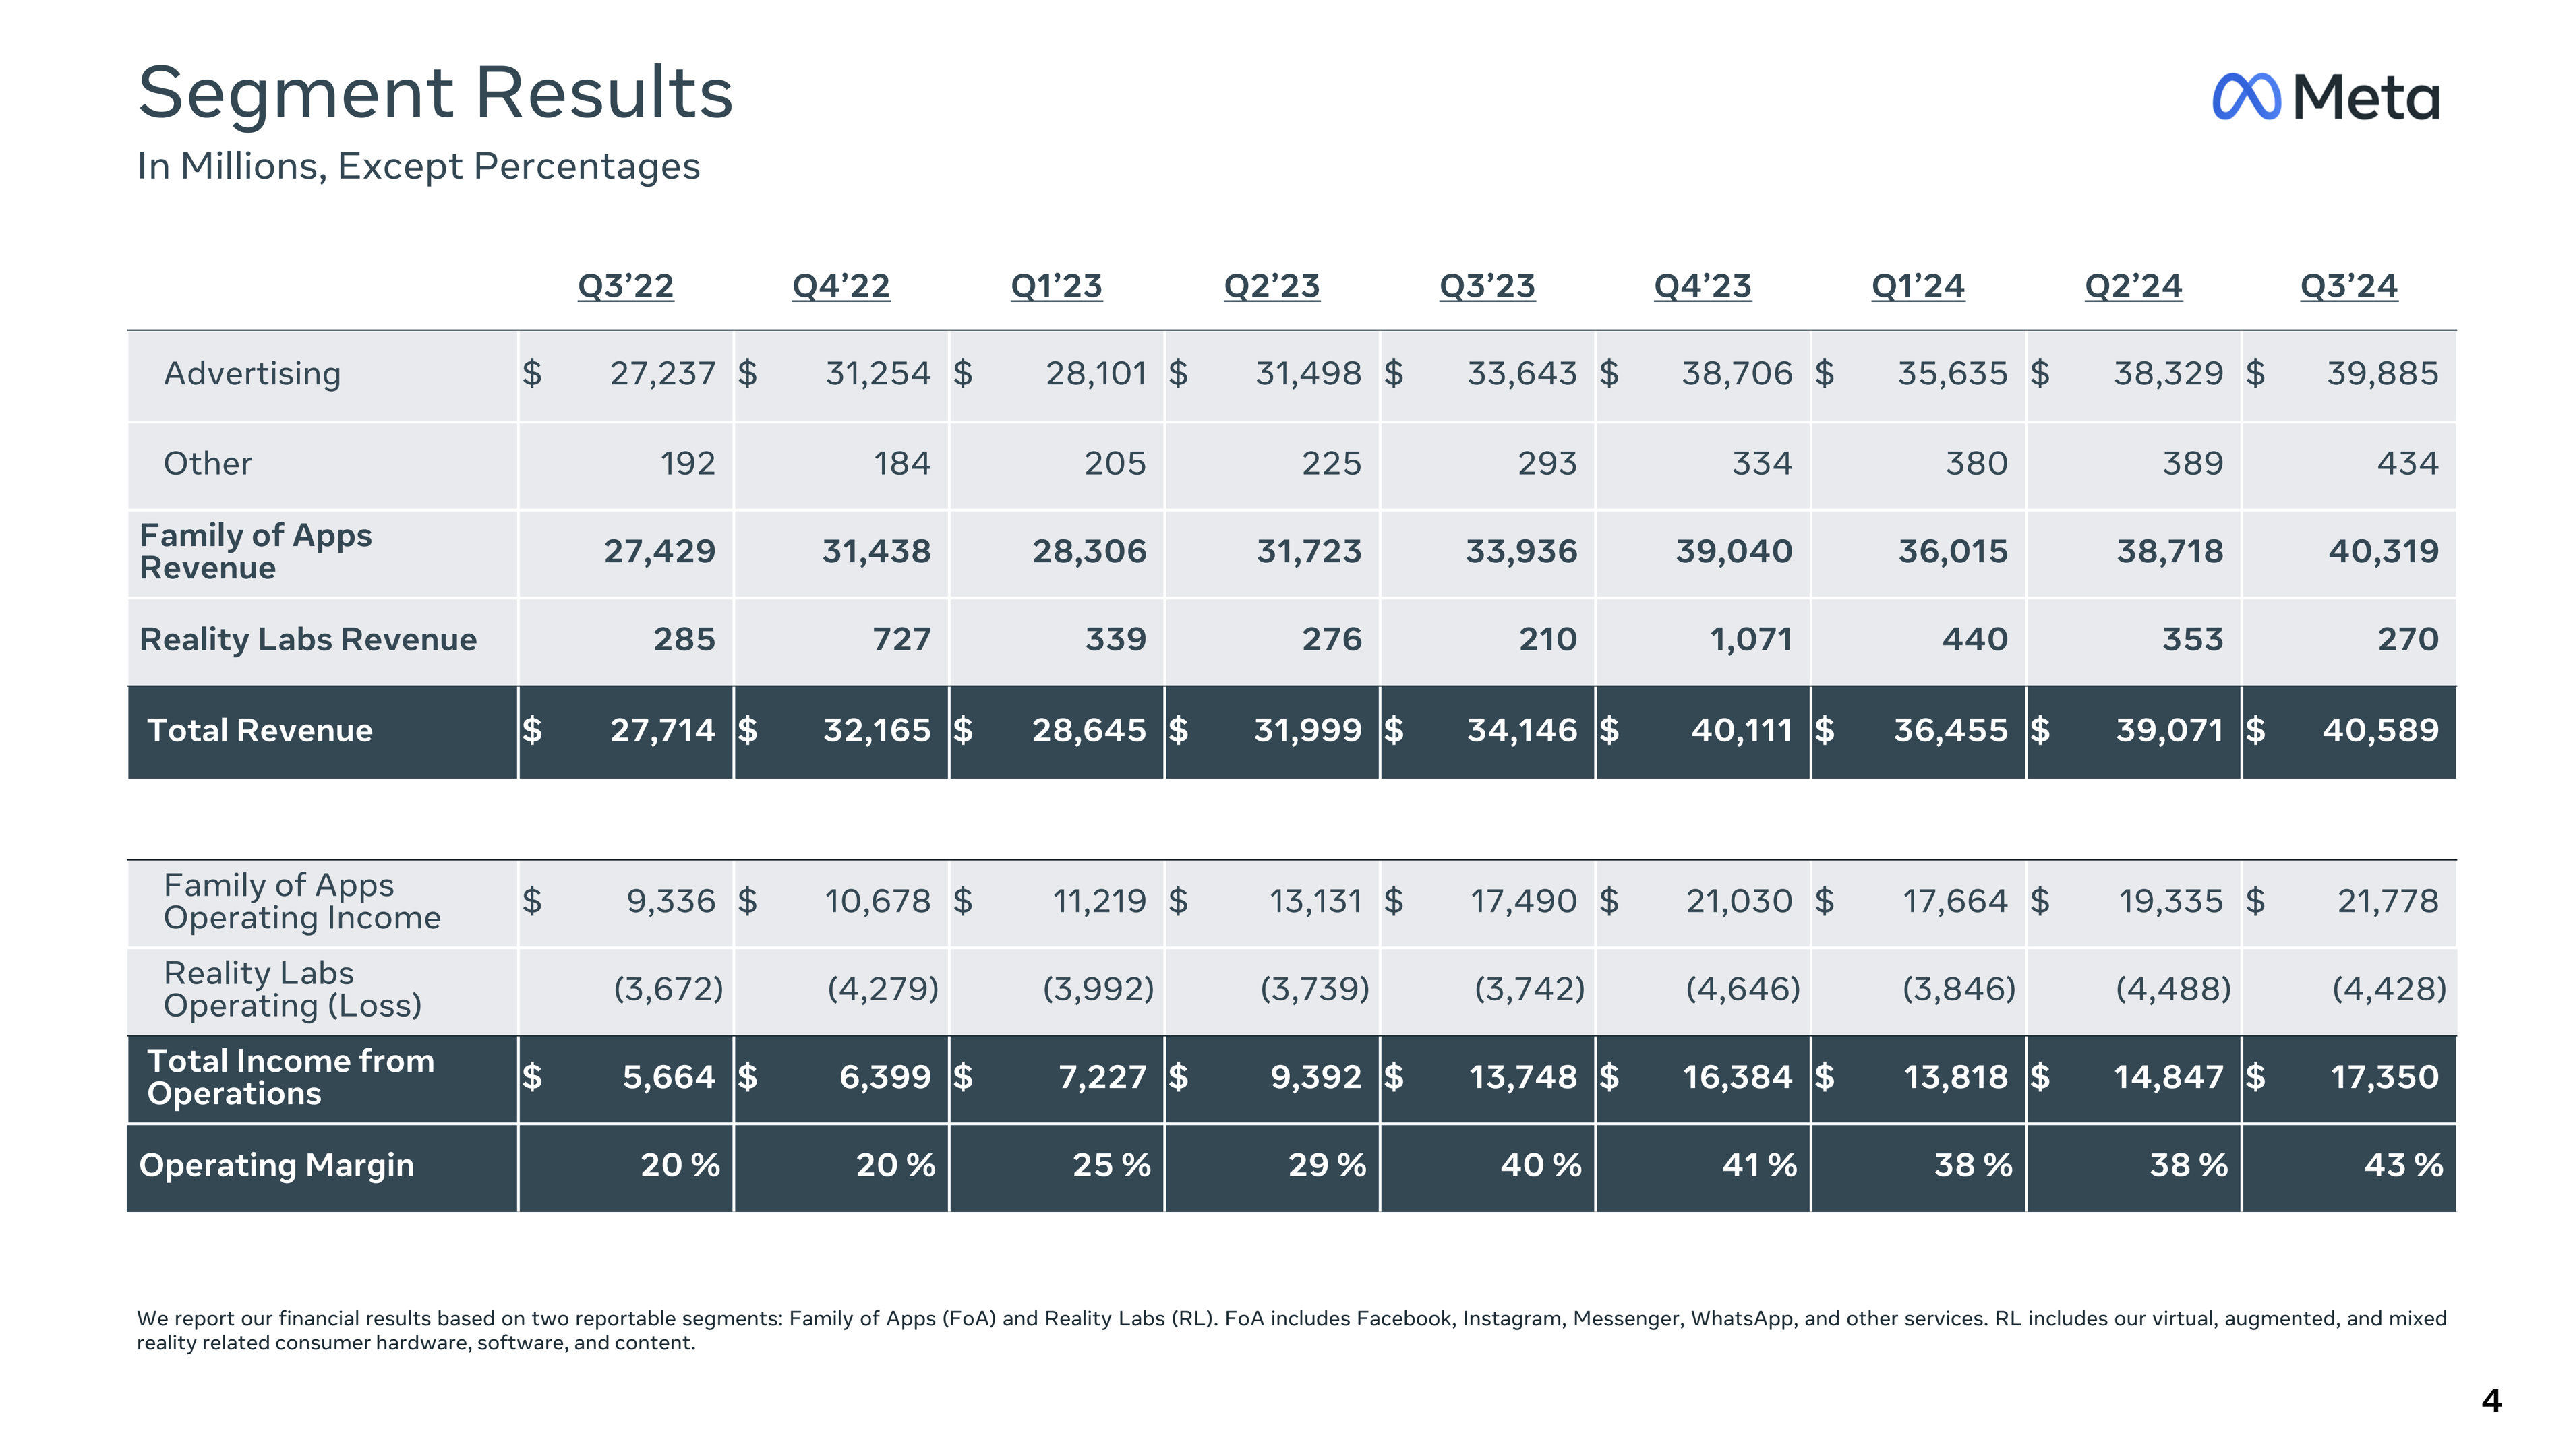 Segment Results
Meta
In Millions, Except Percentages
Q3’22 Q4’22 Q1’23 Q2’23 Q3’23 Q4’23 Q1’24 Q2’24 Q3’24
Advertising $ 27,237 $ 31,254 $ 28,101 $ 31,498 $ 33,643 $ 38,706 $ 35,635 $ 38,329 $ 39,885
Other 192 184 205 225 293 334 380 389 434
Family of Apps
Revenue 27,429 31,438 28,306 31,723 33,936 39,040 36,015 38,718 40,319
Reality Labs Revenue 285 727 339 276 210 1,071 440 353 270
Total Revenue $ 27,714 $ 32,165 $ 28,645 $ 31,999 $ 34,146 $ 40,111 $ 36,455 $ 39,071 $ 40,589
Family of Apps
Operating Income $ 9,336 $ 10,678 $ 11,219 $ 13,131 $ 17,490 $ 21,030 $ 17,664 $ 19,335 $ 21,778
Reality Labs
Operating (Loss) (3,672) (4,279) (3,992) (3,739) (3,742) (4,646) (3,846) (4,488) (4,428)
Total Income from
Operations $ 5,664 $ 6,399 $ 7,227 $ 9,392 $ 13,748 $ 16,384 $ 13,818 $ 14,847 $ 17,350
Operating Margin 20 % 20 % 25 % 29 % 40 % 41 % 38 % 38 % 43 %
We report our financial results based on two reportable segments: Family of Apps (FoA) and Reality Labs (RL). FoA includes Facebook, Instagram, Messenger, WhatsApp, and other services. RL includes our virtual, augmented, and mixed
reality related consumer hardware, software, and content.
4